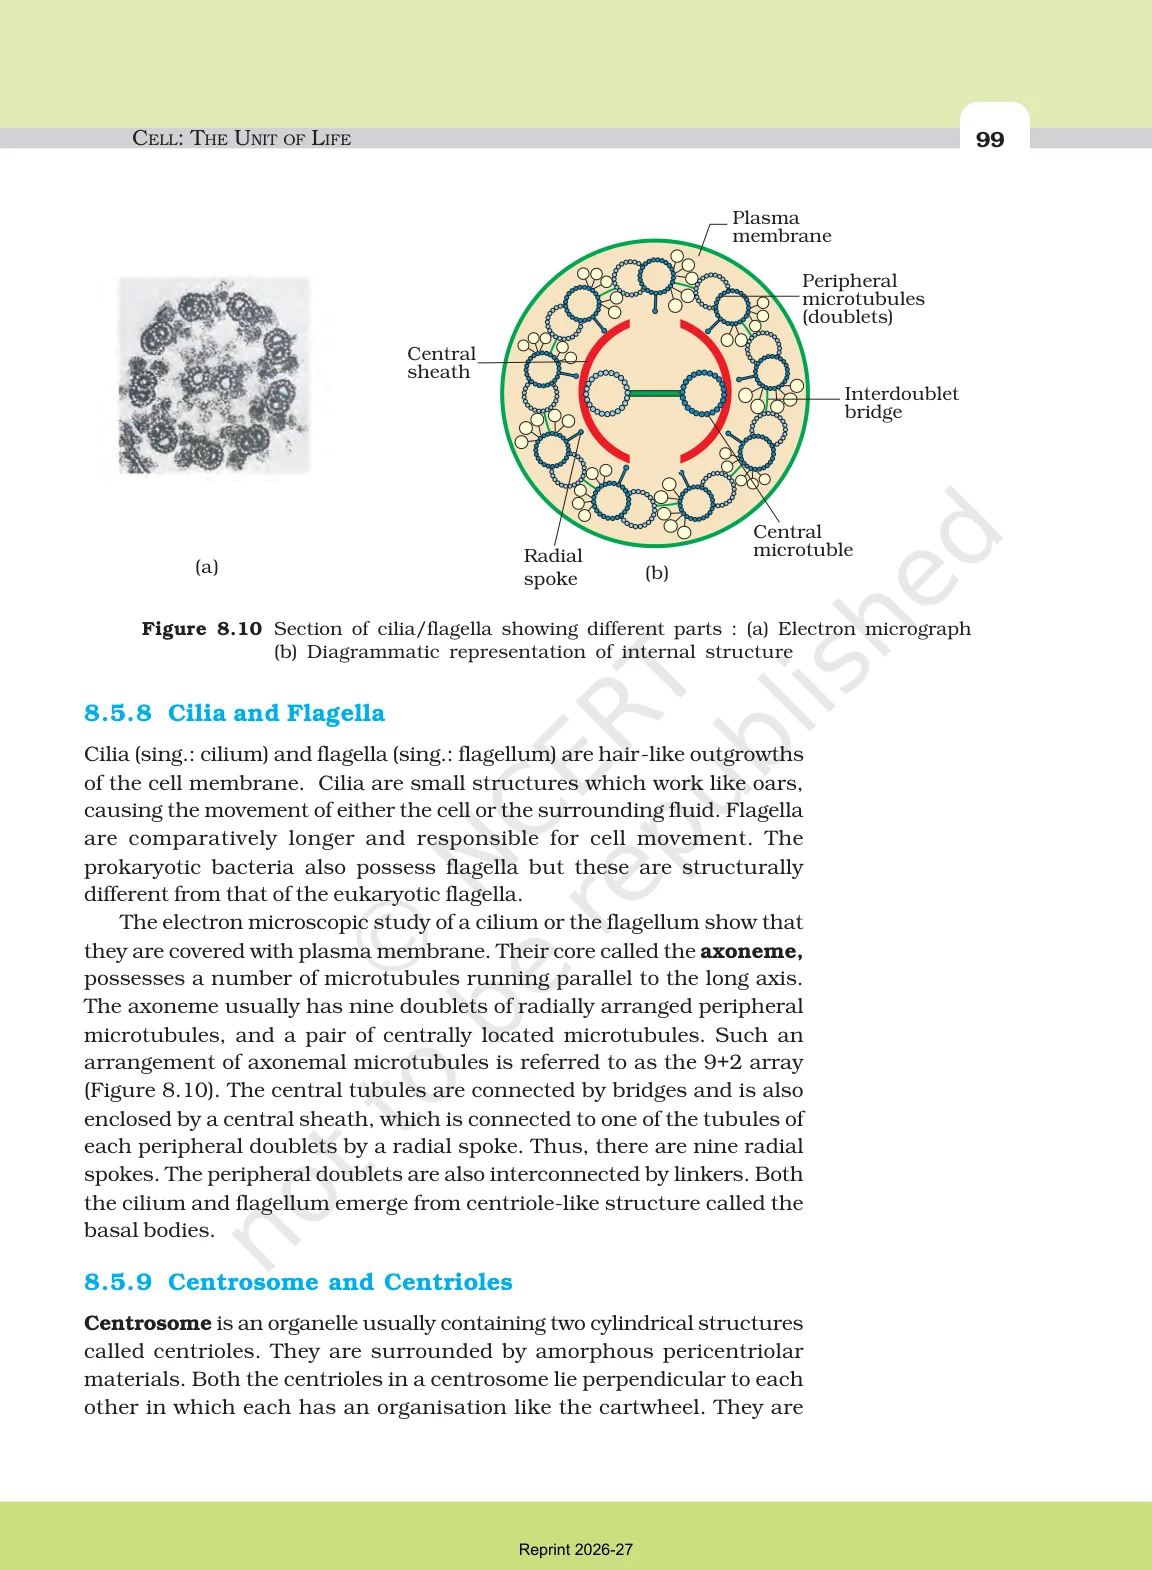 CELL: THE UNIT OF LIFE
99
Plasma
membrane
Peripheral
microtubules
(doublets)
Central
sheath
Interdoublet
bridge
Central
microtuble
Radial
spoke
(a)
(b)
Figure 8.10 Section of cilia/flagella showing different parts : (a) Electron micrograph
(b) Diagrammatic representation of internal structure
8.5.8 Cilia and Flagella
Cilia (sing.: cilium) and flagella (sing.: flagellum) are hair-like outgrowths
of the cell membrane. Cilia are small structures which work like oars,
causing the movement of either the cell or the surrounding fluid. Flagella
are comparatively longer and responsible for cell movement. The
prokaryotic bacteria also possess flagella but these are structurally
different from that of the eukaryotic flagella.
The electron microscopic study of a cilium or the flagellum show that
they are covered with plasma membrane. Their core called the axoneme,
possesses a number of microtubules running parallel to the long axis.
The axoneme usually has nine doublets of radially arranged peripheral
microtubules, and a pair of centrally located microtubules. Such an
arrangement of axonemal microtubules is referred to as the 9+2 array
(Figure 8.10). The central tubules are connected by bridges and is also
enclosed by a central sheath, which is connected to one of the tubules of
each peripheral doublets by a radial spoke. Thus, there are nine radial
spokes. The peripheral doublets are also interconnected by linkers. Both
the cilium and flagellum emerge from centriole-like structure called the
basal bodies.
8.5.9 Centrosome and Centrioles
Centrosome is an organelle usually containing two cylindrical structures
called centrioles. They are surrounded by amorphous pericentriolar
materials. Both the centrioles in a centrosome lie perpendicular to each
other in which each has an organisation like the cartwheel. They are
© NCERT
not to be republished
Reprint 2026-27